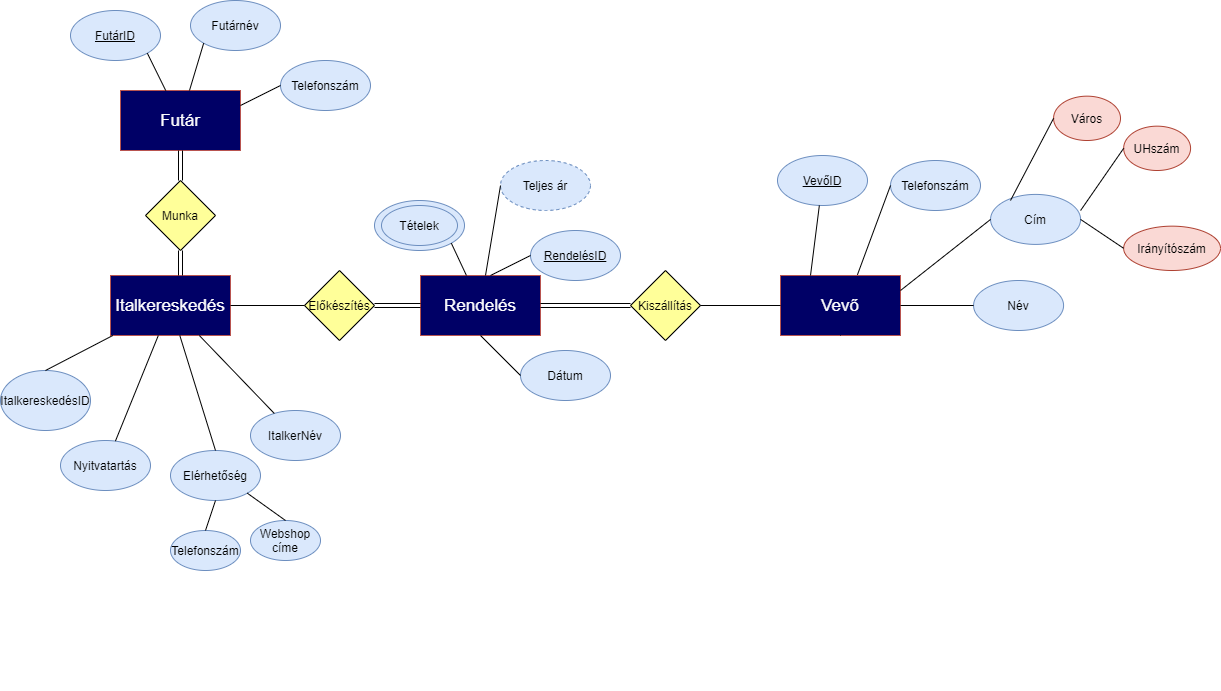 FutárID
Futárnév
Telefonszám
Futár
Munka
Italkereskedés
Előkészítés
Rendelés
Kiszállítás
Vevő
Tételek
Teljes ár
RendelésID
Dátum
VevőID
Telefonszám
Cím
Város
UHszám
Irányítószám
Név
ItalkereskedésID
Nyitvatartás
Elérhetőség
ItalkerNév
Telefonszám
Webshop
címe